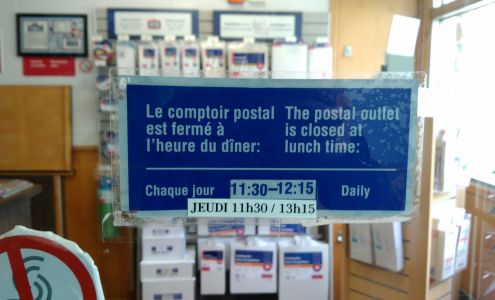 Le comptoir postal
est fermé à
l'heure du dîner:
The postal outlet
is closed at
lunch time:
Chaque jour 11:30–12:15 Daily
JEUDI 11h30 / 13h15